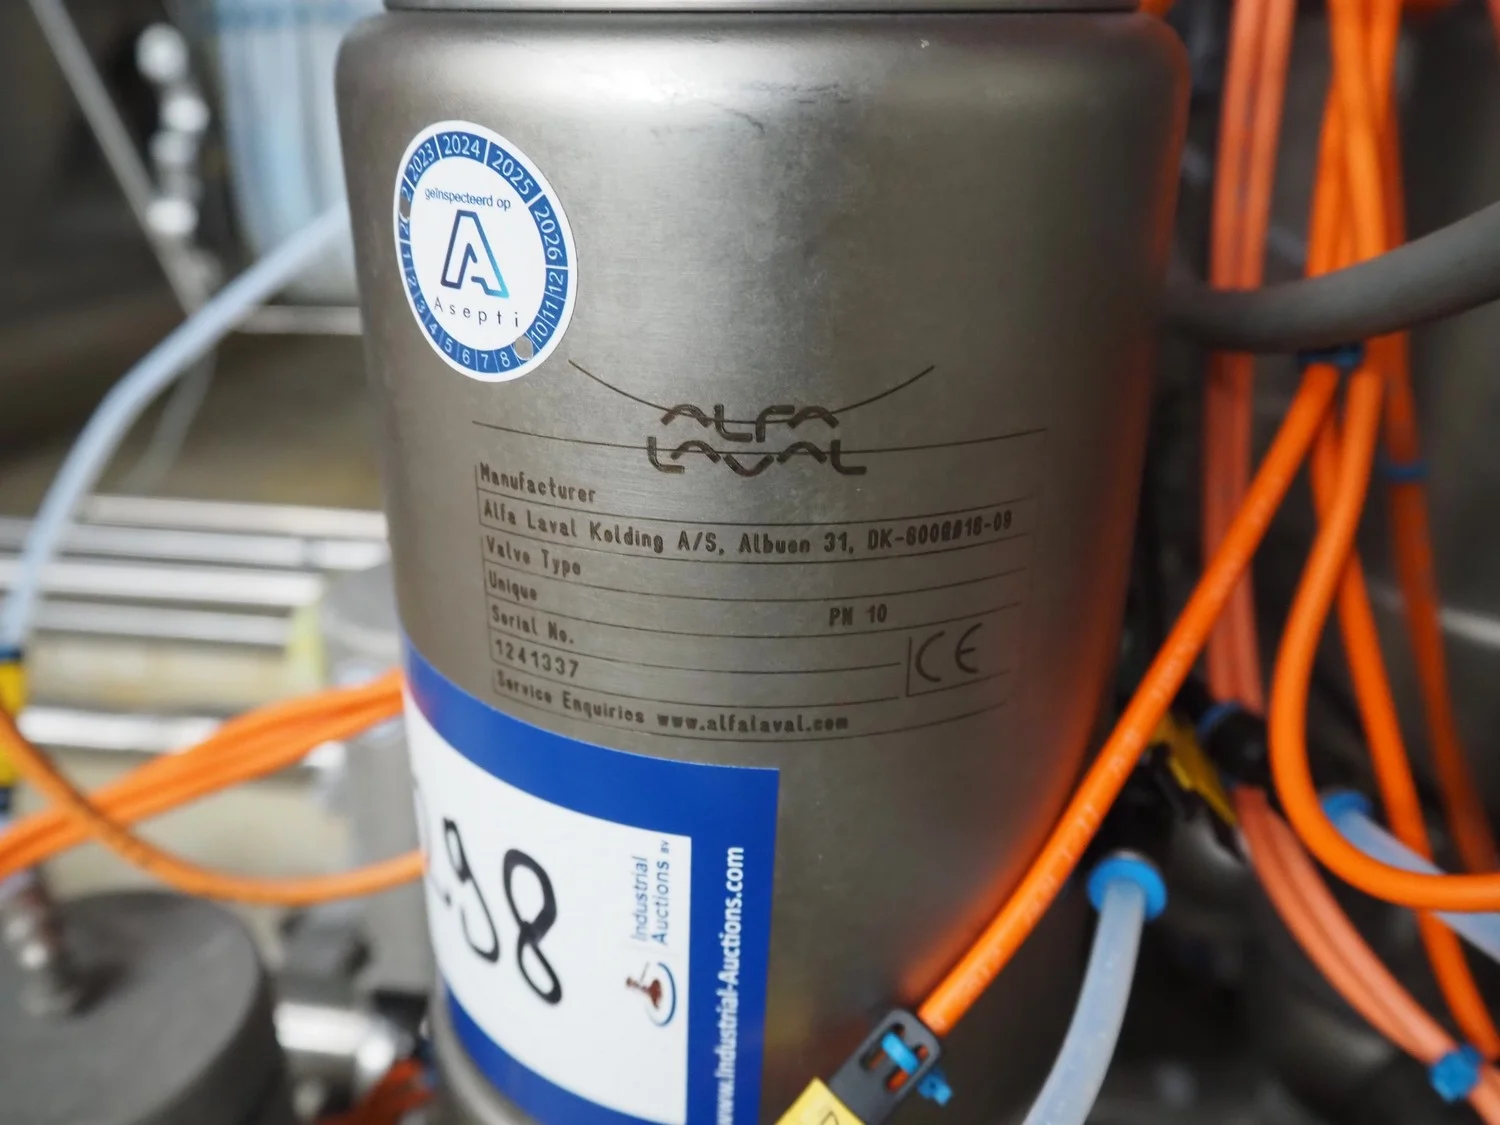 2023 2024 2025 2026
geïnspecteerd op
A
Asepti
1 2 3 4 5 6 7 8 10 11 12
ALFA
LAVAL
Manufacturer
Alfa Laval Kolding A/S, Albuen 31, DK-6000
Valve Type
Unique PN 10
Serial No.
1241337
CE
Service Enquiries www.alfalaval.com
98
Industrial
Auctions BV
www.Industrial-Auctions.com